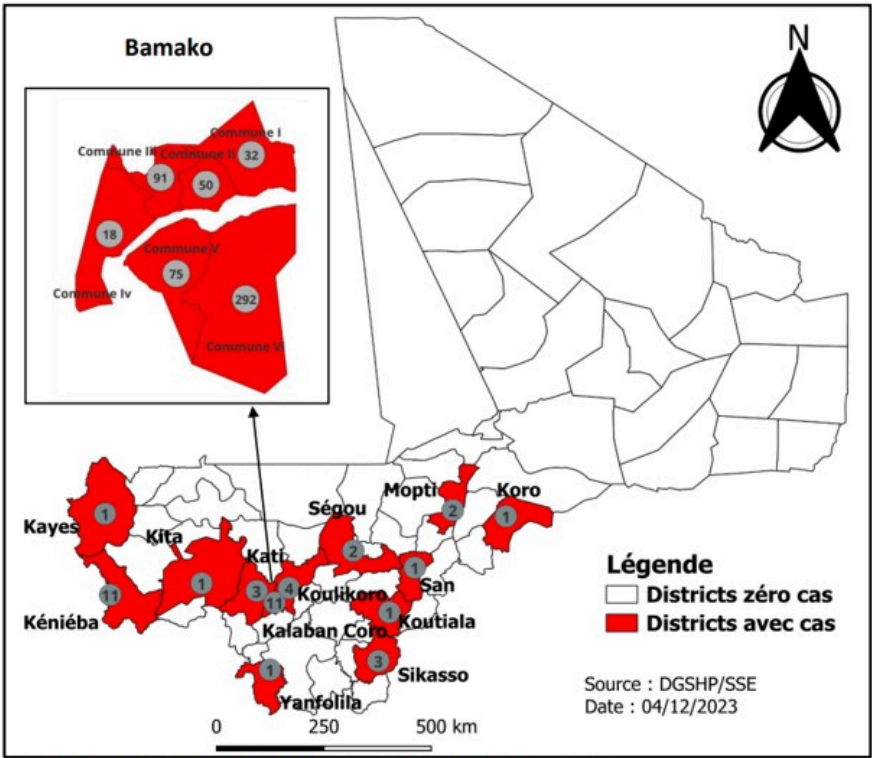 Bamako
N
Commune I
Commune III
Commune II
32
91
50
18
Commune V
75
292
Commune Iv
Commune VI
Mopti
Koro
Ségou
Kayes
1
2
1
Kita
Kati
2
1
San
11
1
3
4
Koulikoro
11
1
Koutiala
Kéniéba
Kalaban Coro
1
3
Sikasso
Yanfolila
Légende
Districts zéro cas
Districts avec cas
Source : DGSHP/SSE
Date : 04/12/2023
0 250 500 km